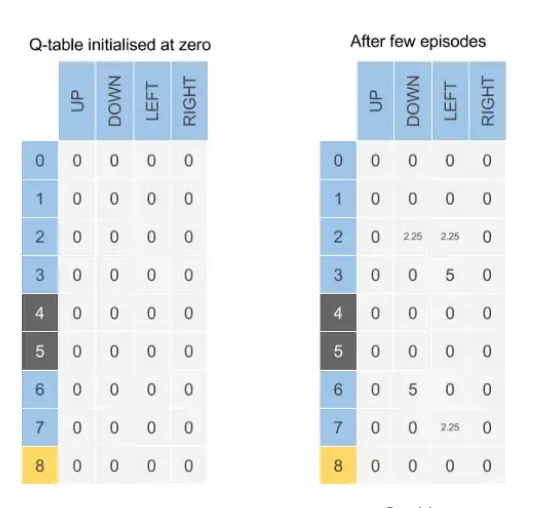 Q-table initialised at zero
UP DOWN LEFT RIGHT
0 0 0 0 0
1 0 0 0 0
2 0 0 0 0
3 0 0 0 0
4 0 0 0 0
5 0 0 0 0
6 0 0 0 0
7 0 0 0 0
8 0 0 0 0
After few episodes
UP DOWN LEFT RIGHT
0 0 0 0 0
1 0 0 0 0
2 0 2.25 2.25 0
3 0 0 5 0
4 0 0 0 0
5 0 0 0 0
6 0 5 0 0
7 0 0 2.25 0
8 0 0 0 0